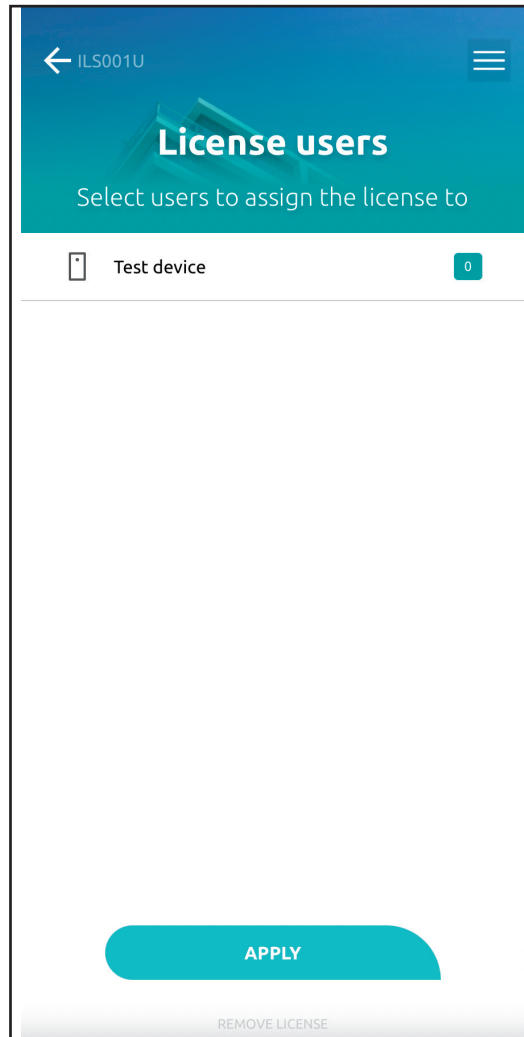 ILS001U
License users
Select users to assign the license to
Test device 0
APPLY
REMOVE LICENSE